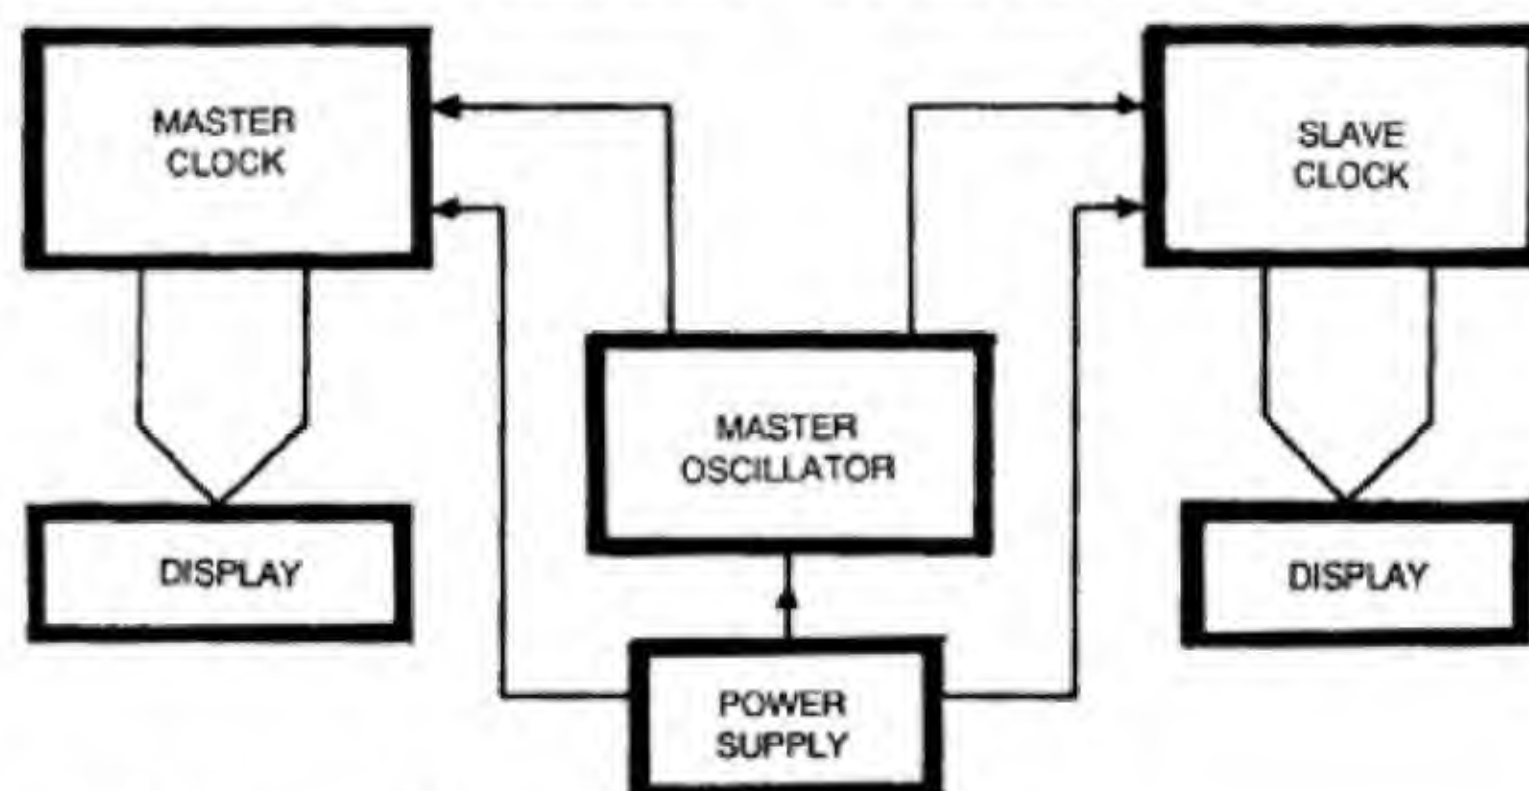 MASTER
CLOCK
SLAVE
CLOCK
MASTER
OSCILLATOR
DISPLAY
DISPLAY
POWER
SUPPLY